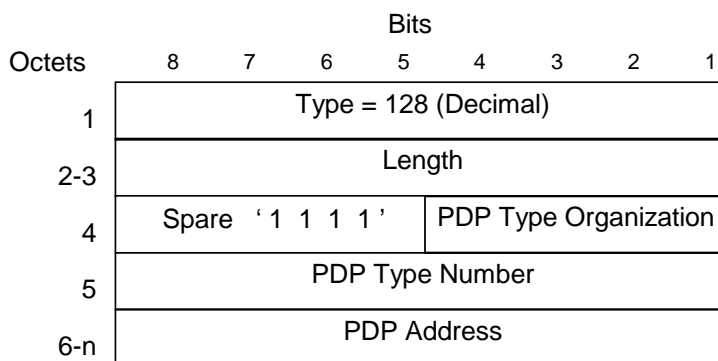 Bits
Octets 8 7 6 5 4 3 2 1
1 Type = 128 (Decimal)
2-3 Length
4 Spare ‘ 1 1 1 1 ’ PDP Type Organization
5 PDP Type Number
6-n PDP Address